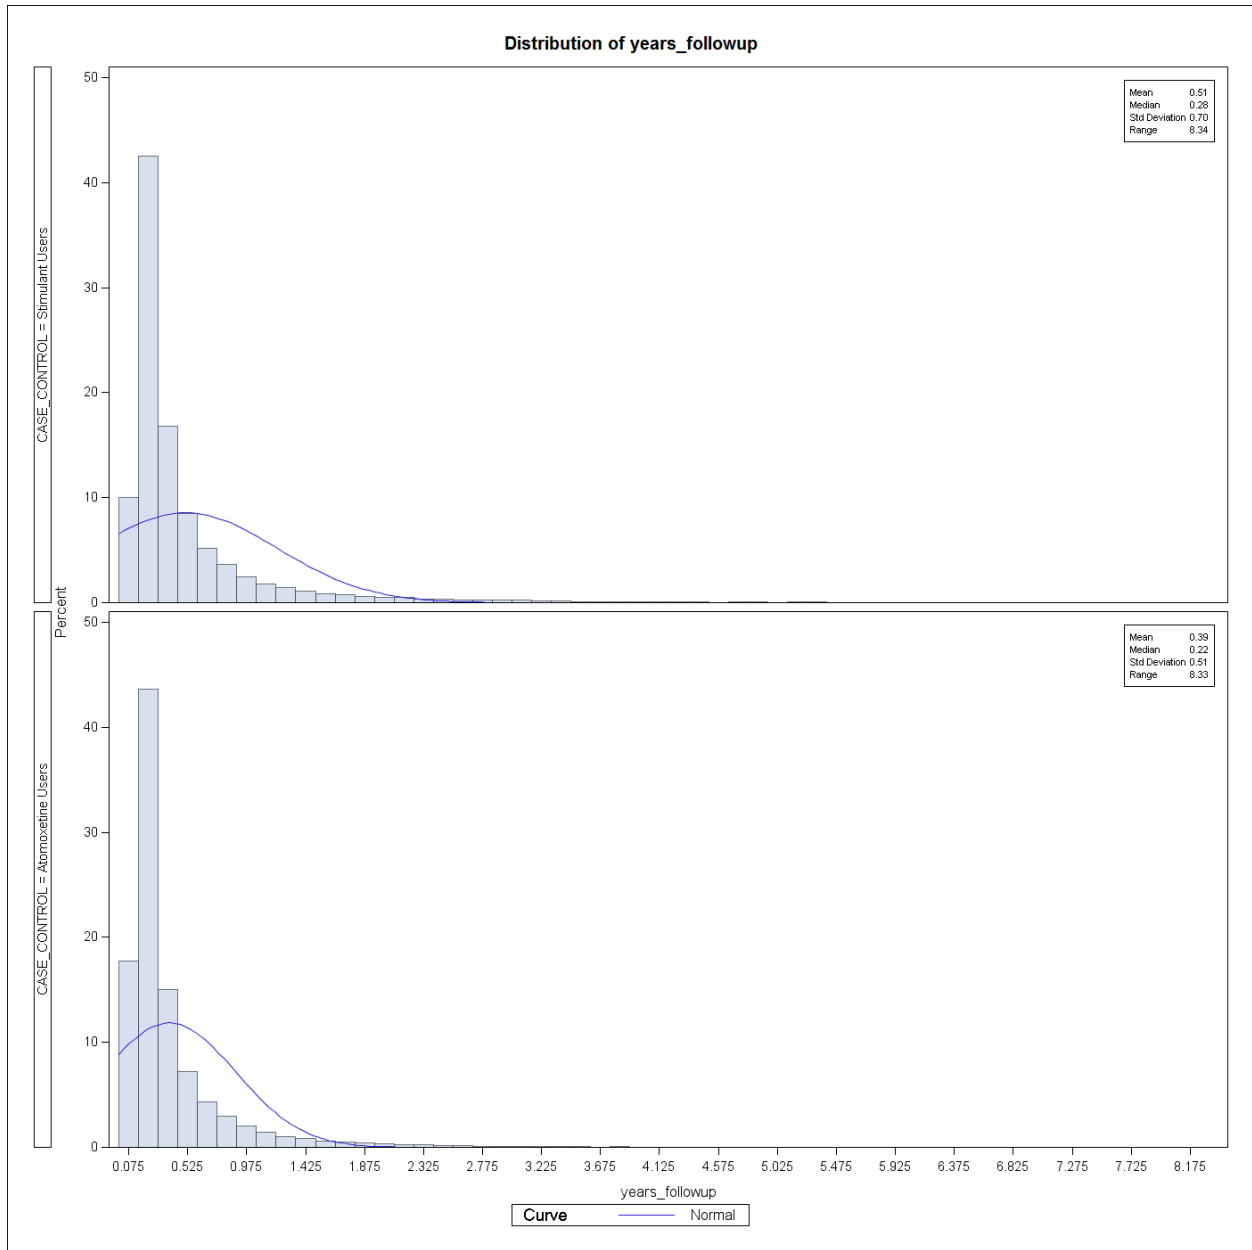 Distribution of years_followup
CASE_CONTROL = Stimulant Users
50
40
30
20
10
0
Mean 0.51
Median 0.28
Std Deviation 0.70
Range 8.34
Percent
CASE_CONTROL = Atomoxetine Users
50
40
30
20
10
0
Mean 0.39
Median 0.22
Std Deviation 0.51
Range 8.33
0.075 0.525 0.975 1.425 1.875 2.325 2.775 3.225 3.675 4.125 4.575 5.025 5.475 5.925 6.375 6.825 7.275 7.725 8.175
years_followup
Curve Normal